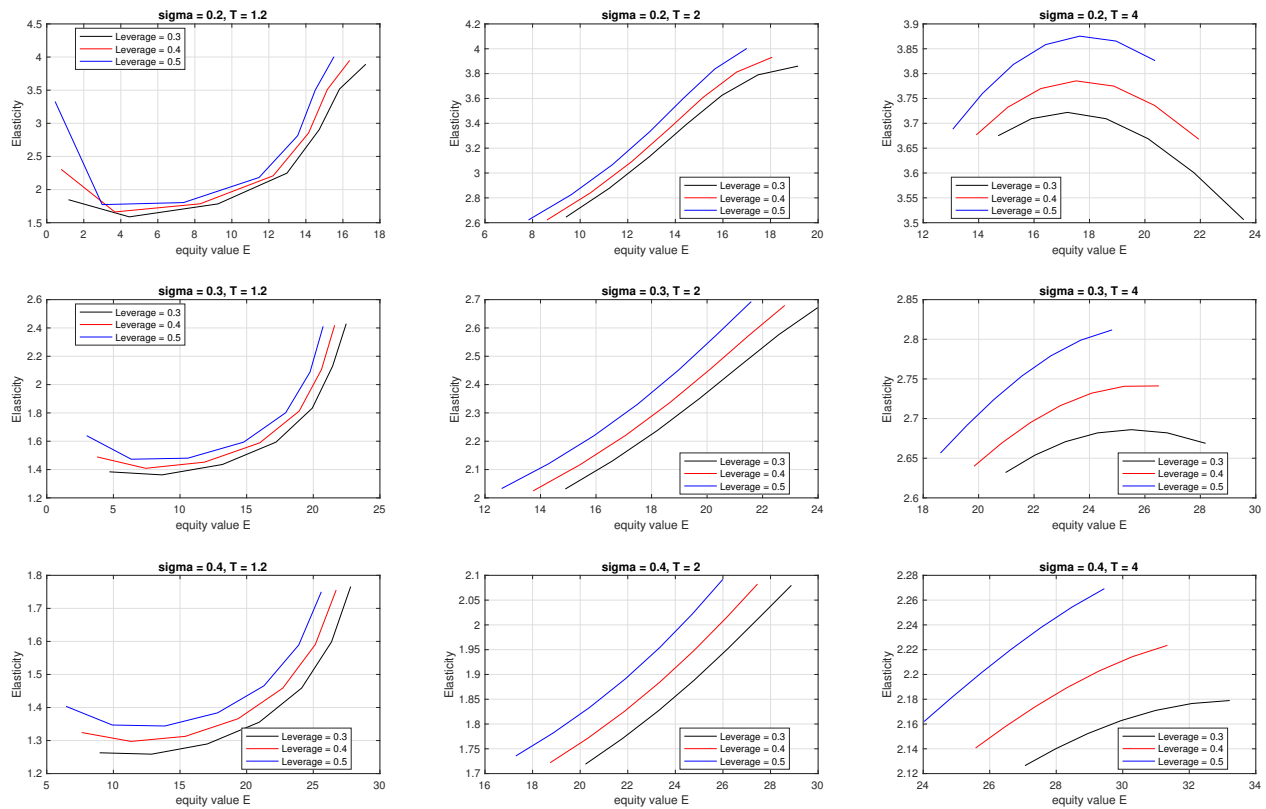 sigma = 0.2, T = 1.2
4.5
4
3.5
3
2.5
2
1.5
Elasticity
Leverage = 0.3
Leverage = 0.4
Leverage = 0.5
0 2 4 6 8 10 12 14 16 18
equity value E
sigma = 0.2, T = 2
4.2
4
3.8
3.6
3.4
3.2
3
2.8
2.6
Elasticity
Leverage = 0.3
Leverage = 0.4
Leverage = 0.5
6 8 10 12 14 16 18 20
equity value E
sigma = 0.2, T = 4
3.9
3.85
3.8
3.75
3.7
3.65
3.6
3.55
3.5
Elasticity
Leverage = 0.3
Leverage = 0.4
Leverage = 0.5
12 14 16 18 20 22 24
equity value E
sigma = 0.3, T = 1.2
2.6
2.4
2.2
2
1.8
1.6
1.4
1.2
Elasticity
Leverage = 0.3
Leverage = 0.4
Leverage = 0.5
0 5 10 15 20 25
equity value E
sigma = 0.3, T = 2
2.7
2.6
2.5
2.4
2.3
2.2
2.1
2
Elasticity
Leverage = 0.3
Leverage = 0.4
Leverage = 0.5
12 14 16 18 20 22 24
equity value E
sigma = 0.3, T = 4
2.85
2.8
2.75
2.7
2.65
2.6
Elasticity
Leverage = 0.3
Leverage = 0.4
Leverage = 0.5
18 20 22 24 26 28 30
equity value E
sigma = 0.4, T = 1.2
1.8
1.7
1.6
1.5
1.4
1.3
1.2
Elasticity
Leverage = 0.3
Leverage = 0.4
Leverage = 0.5
5 10 15 20 25 30
equity value E
sigma = 0.4, T = 2
2.1
2.05
2
1.95
1.9
1.85
1.8
1.75
1.7
Elasticity
Leverage = 0.3
Leverage = 0.4
Leverage = 0.5
16 18 20 22 24 26 28 30
equity value E
sigma = 0.4, T = 4
2.28
2.26
2.24
2.22
2.2
2.18
2.16
2.14
2.12
Elasticity
Leverage = 0.3
Leverage = 0.4
Leverage = 0.5
24 26 28 30 32 34
equity value E